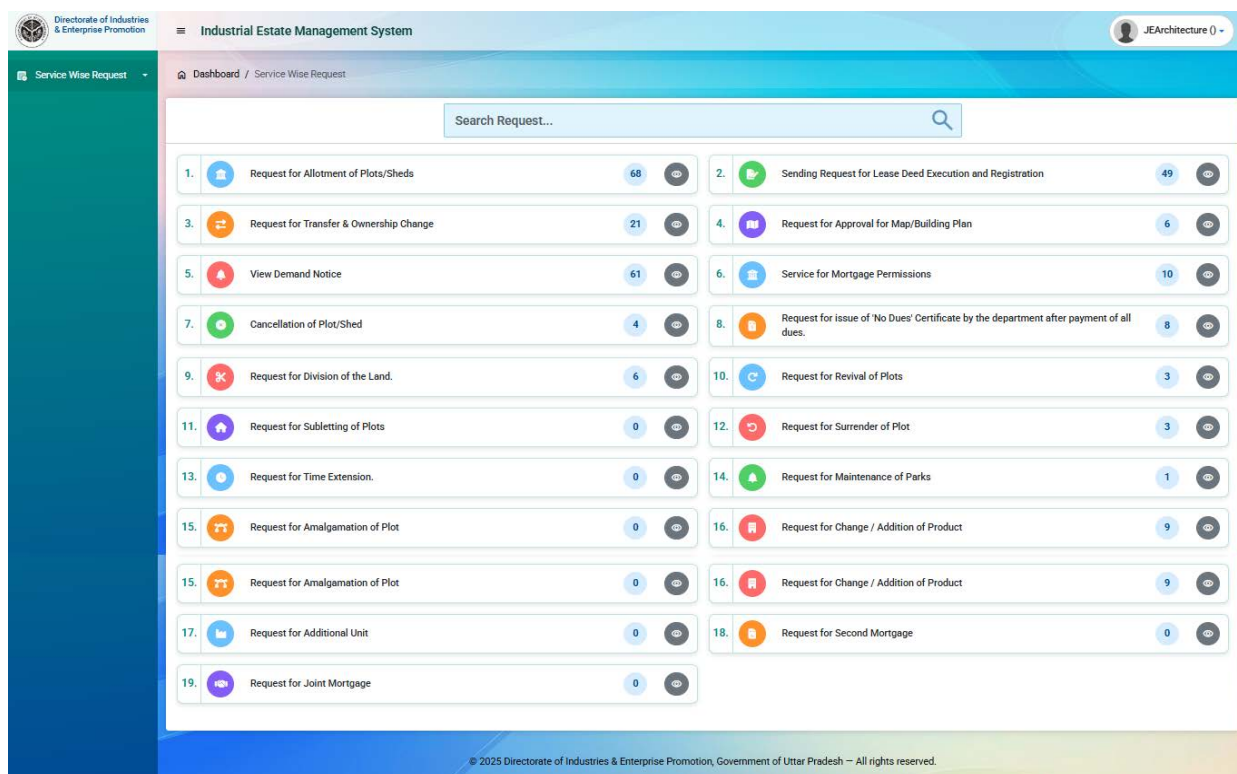 Directorate of Industries
& Enterprise Promotion
Industrial Estate Management System
JEArchitecture ()
Service Wise Request
Dashboard / Service Wise Request
Search Request...
1. Request for Allotment of Plots/Sheds 68
2. Sending Request for Lease Deed Execution and Registration 49
3. Request for Transfer & Ownership Change 21
4. Request for Approval for Map/Building Plan 6
5. View Demand Notice 61
6. Service for Mortgage Permissions 10
7. Cancellation of Plot/Shed 4
8. Request for issue of 'No Dues' Certificate by the department after payment of all
dues. 8
9. Request for Division of the Land. 6
10. Request for Revival of Plots 3
11. Request for Subletting of Plots 0
12. Request for Surrender of Plot 3
13. Request for Time Extension. 0
14. Request for Maintenance of Parks 1
15. Request for Amalgamation of Plot 0
16. Request for Change / Addition of Product 9
15. Request for Amalgamation of Plot 0
16. Request for Change / Addition of Product 9
17. Request for Additional Unit 0
18. Request for Second Mortgage 0
19. Request for Joint Mortgage 0
© 2025 Directorate of Industries & Enterprise Promotion, Government of Uttar Pradesh — All rights reserved.